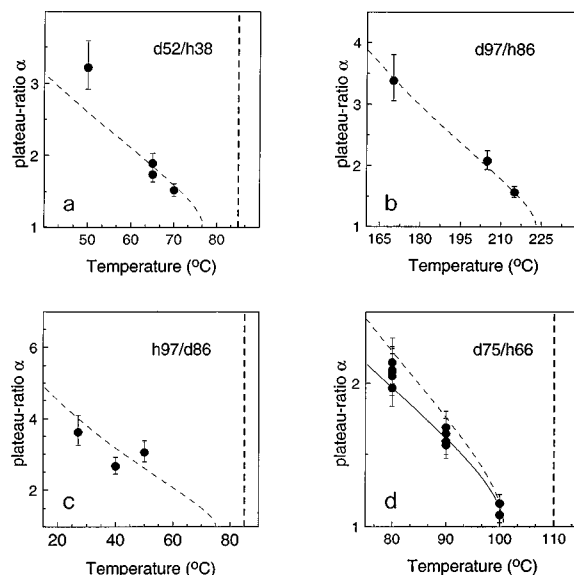 d52/h38
plateau-ratio α
3
2
1
a
50 60 70 80
Temperature (°C)
d97/h86
plateau-ratio α
5
4
3
2
1
b
165 180 195 210 225
Temperature (°C)
h97/d86
plateau-ratio α
6
4
2
c
20 40 60 80
Temperature (°C)
d75/h66
plateau-ratio α
2
1
d
80 90 100 110
Temperature (°C)